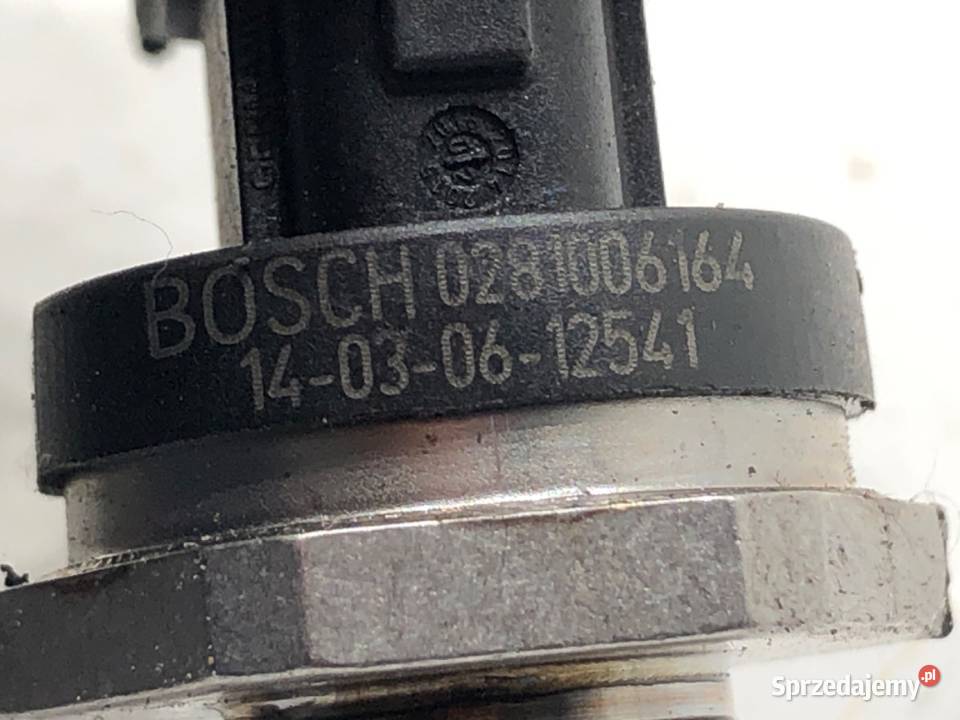 BOSCH 0281006164
14-03-06-12541
Sprzedajemy.pl